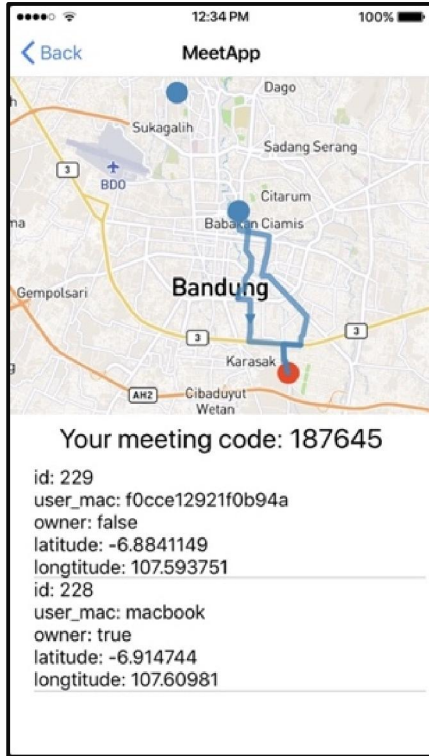 12:34 PM
100%
Back
MeetApp
Dago
Sukagalih
Sadang Serang
3
BDO
Citarum
Babakan Ciamis
Bandung
Gempolsari
3
3
Karasak
AH2
Cibaduyut
Wetan
Your meeting code: 187645
id: 229
user_mac: f0cce12921f0b94a
owner: false
latitude: -6.8841149
longtitude: 107.593751
id: 228
user_mac: macbook
owner: true
latitude: -6.914744
longtitude: 107.60981